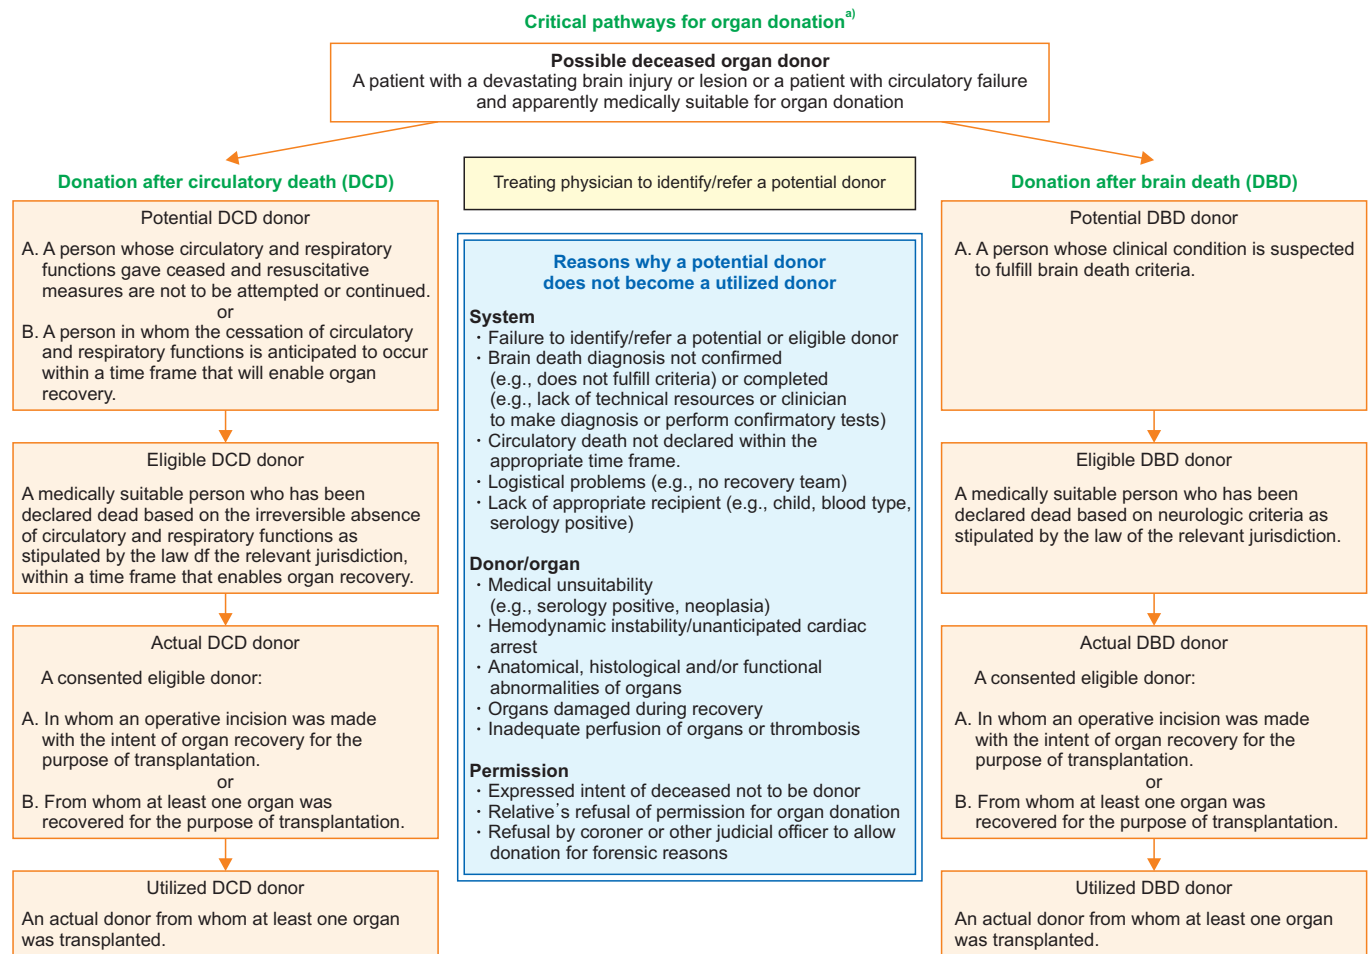 Critical pathways for organ donation a)
Possible deceased organ donor
A patient with a devastating brain injury or lesion or a patient with circulatory failure
and apparently medically suitable for organ donation
Donation after circulatory death (DCD)
Potential DCD donor
A. A person whose circulatory and respiratory
functions gave ceased and resuscitative
measures are not to be attempted or continued.
or
B. A person in whom the cessation of circulatory
and respiratory functions is anticipated to occur
within a time frame that will enable organ
recovery.
Eligible DCD donor
A medically suitable person who has been
declared dead based on the irreversible absence
of circulatory and respiratory functions as
stipulated by the law df the relevant jurisdiction,
within a time frame that enables organ recovery.
Actual DCD donor
A consented eligible donor:
A. In whom an operative incision was made
with the intent of organ recovery for the
purpose of transplantation.
or
B. From whom at least one organ was
recovered for the purpose of transplantation.
Utilized DCD donor
An actual donor from whom at least one organ
was transplanted.
Treating physician to identify/refer a potential donor
Reasons why a potential donor
does not become a utilized donor
System
· Failure to identify/refer a potential or eligible donor
· Brain death diagnosis not confirmed
(e.g., does not fulfill criteria) or completed
(e.g., lack of technical resources or clinician
to make diagnosis or perform confirmatory tests)
· Circulatory death not declared within the
appropriate time frame.
· Logistical problems (e.g., no recovery team)
· Lack of appropriate recipient (e.g., child, blood type,
serology positive)
Donor/organ
· Medical unsuitability
(e.g., serology positive, neoplasia)
· Hemodynamic instability/unanticipated cardiac
arrest
· Anatomical, histological and/or functional
abnormalities of organs
· Organs damaged during recovery
· Inadequate perfusion of organs or thrombosis
Permission
· Expressed intent of deceased not to be donor
· Relative's refusal of permission for organ donation
· Refusal by coroner or other judicial officer to allow
donation for forensic reasons
Donation after brain death (DBD)
Potential DBD donor
A. A person whose clinical condition is suspected
to fulfill brain death criteria.
Eligible DBD donor
A medically suitable person who has been
declared dead based on neurologic criteria as
stipulated by the law of the relevant jurisdiction.
Actual DBD donor
A consented eligible donor:
A. In whom an operative incision was made
with the intent of organ recovery for the
purpose of transplantation.
or
B. From whom at least one organ was
recovered for the purpose of transplantation.
Utilized DBD donor
An actual donor from whom at least one organ
was transplanted.